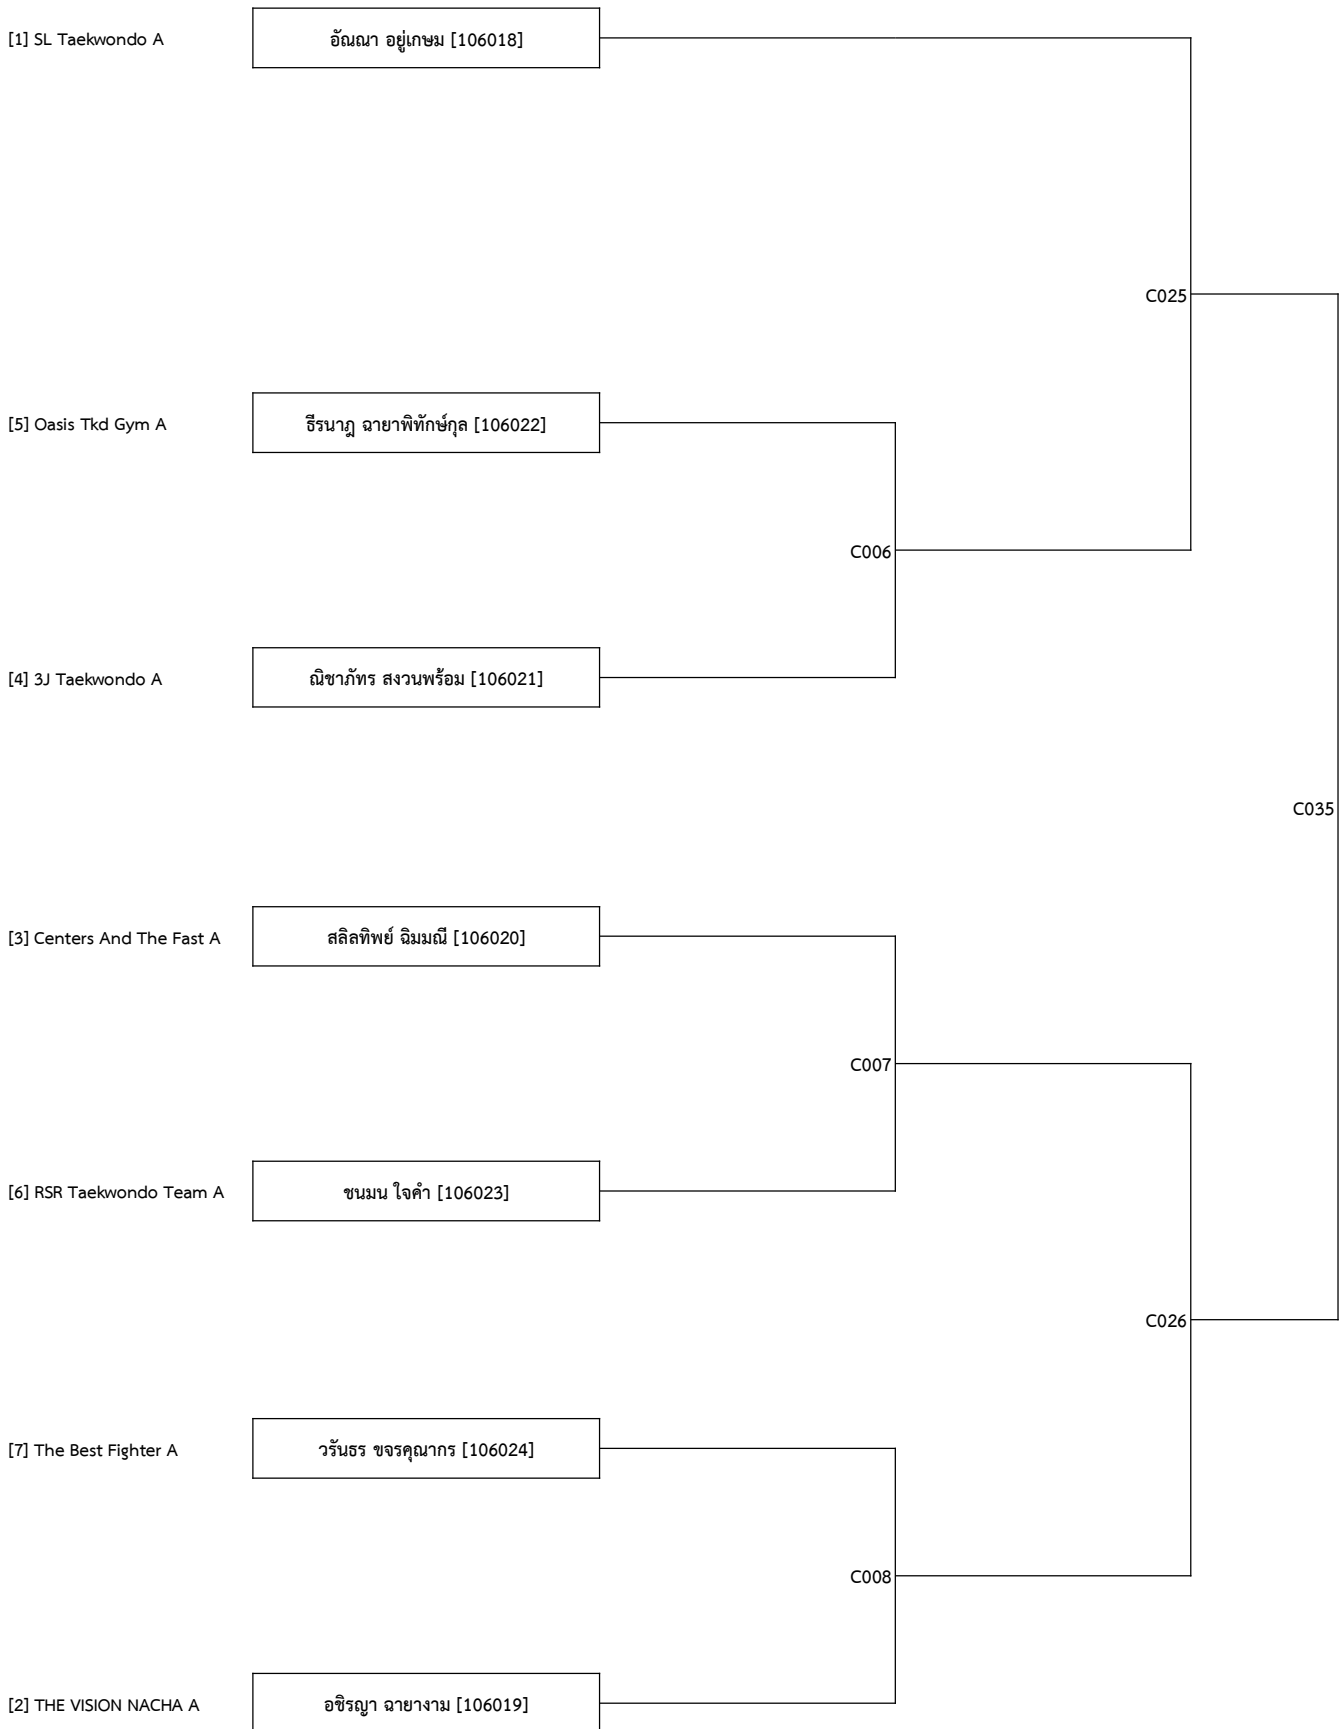 [1] SL Taekwondo A
อัณณา อยู่เกษม [106018]
C025
[5] Oasis Tkd Gym A
ธีรนาฎ ฉายาพิทักษ์กุล [106022]
C006
[4] 3J Taekwondo A
ณิชาภัทร สงวนพร้อม [106021]
C035
[3] Centers And The Fast A
สลิลทิพย์ ฉิมมณี [106020]
C007
[6] RSR Taekwondo Team A
ชนมน ใจคำ [106023]
C026
[7] The Best Fighter A
วรันธร ขจรคุณากร [106024]
C008
[2] THE VISION NACHA A
อชิรญา ฉายางาม [106019]